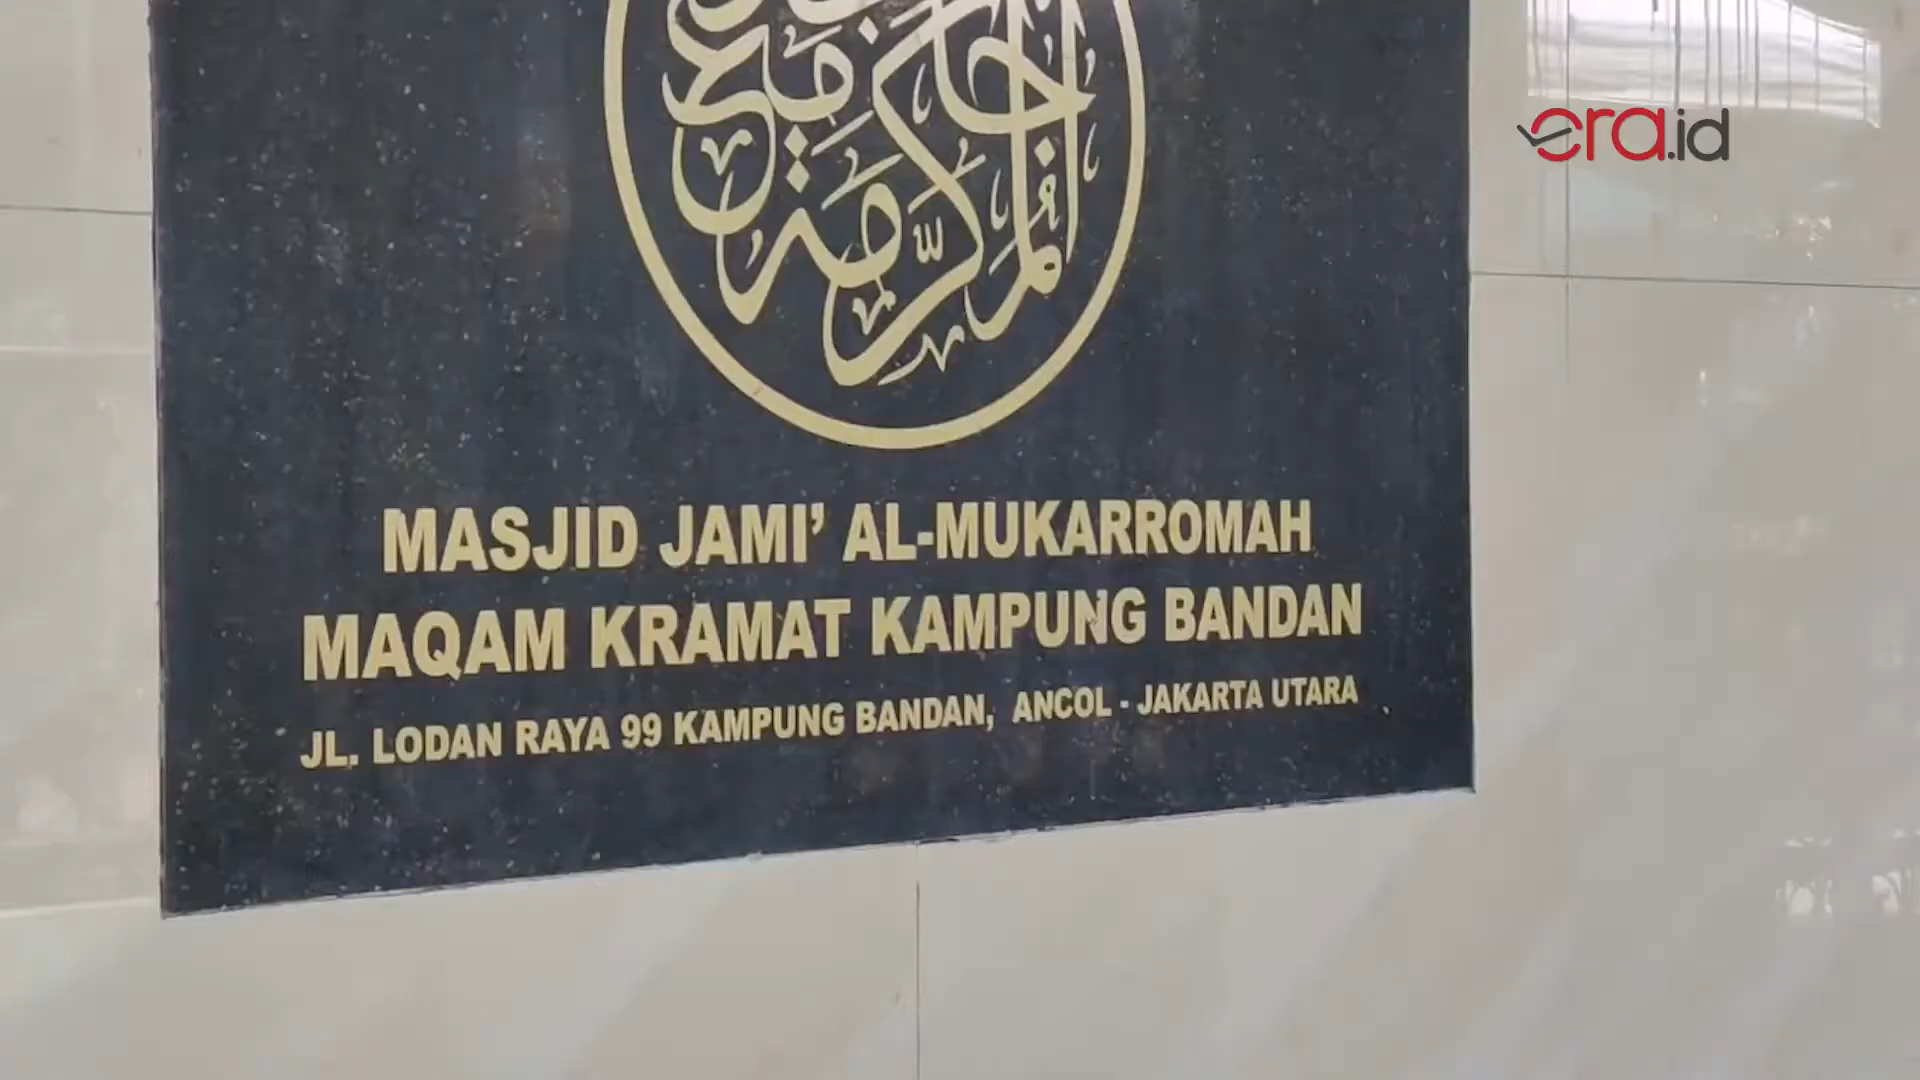 era.id
المكرمة
MASJID JAMI' AL-MUKARROMAH
MAQAM KRAMAT KAMPUNG BANDAN
JL. LODAN RAYA 99 KAMPUNG BANDAN, ANCOL - JAKARTA UTARA